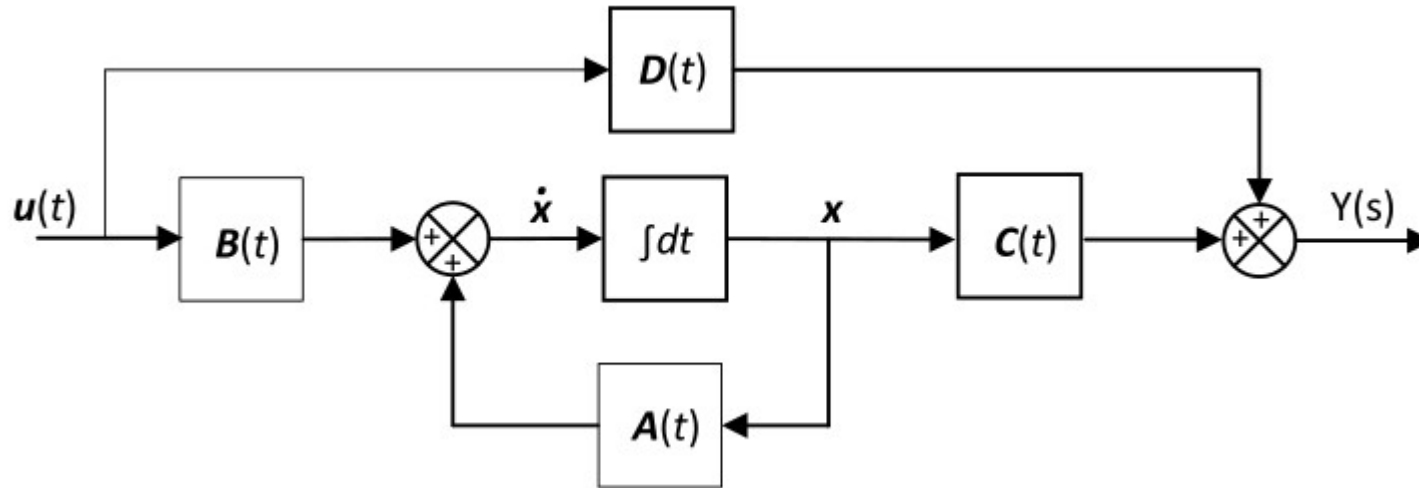 D(t)
u(t)
B(t)
+
+
ẋ
∫dt
x
C(t)
+
+
Y(s)
A(t)